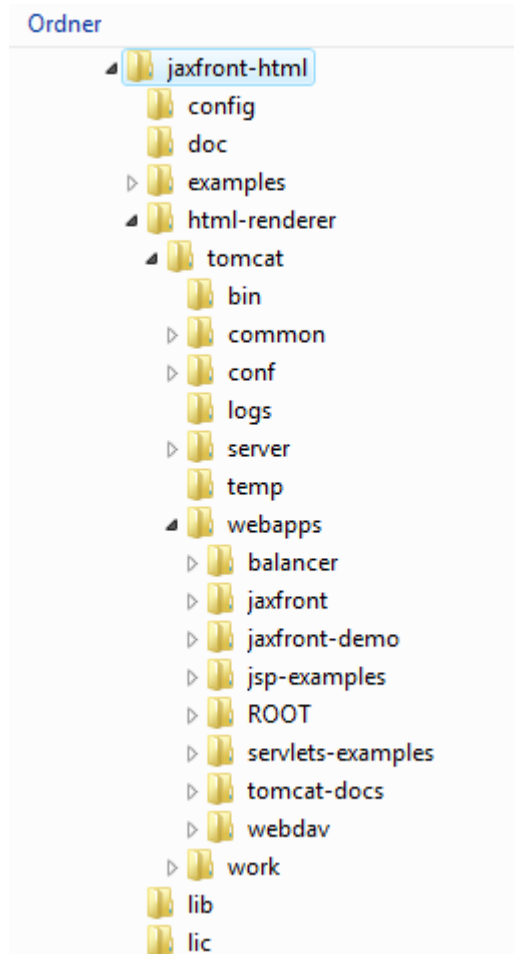 Ordner
jaxfront-html
config
doc
examples
html-renderer
tomcat
bin
common
conf
logs
server
temp
webapps
balancer
jaxfront
jaxfront-demo
jsp-examples
ROOT
servlets-examples
tomcat-docs
webdav
work
lib
lic